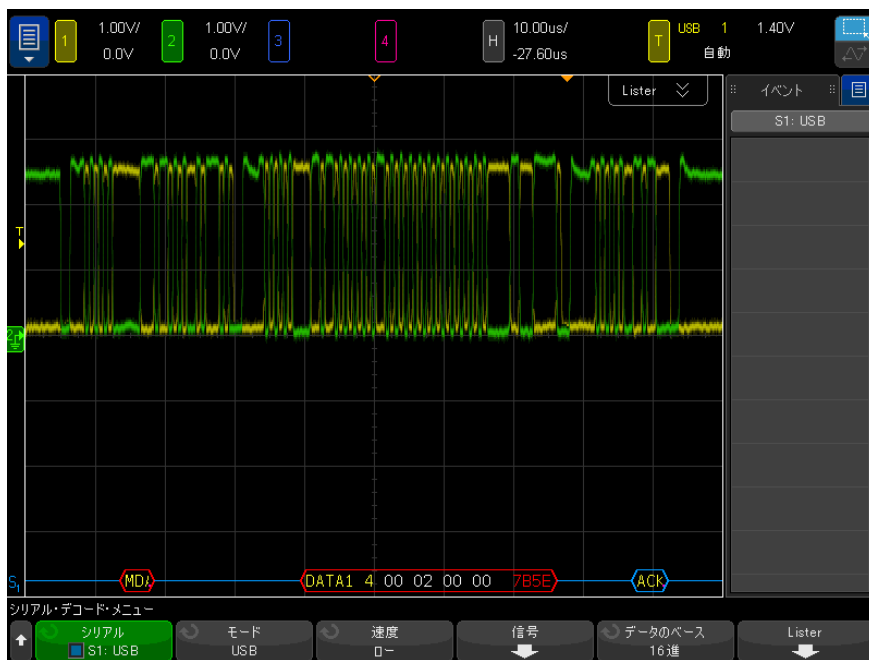 1 1.00V/ 2 1.00V/ 3 4 H 10.00us/ T USB 1 1.40V
0.0V 0.0V -27.60us 自動
Lister
イベント
S1: USB
T
2
MDA
DATA1 4 00 02 00 00 7B5E
ACK
S1
シリアル・デコード・メニュー
シリアル モード 速度 信号 データのベース Lister
S1: USB USB ロー 16進